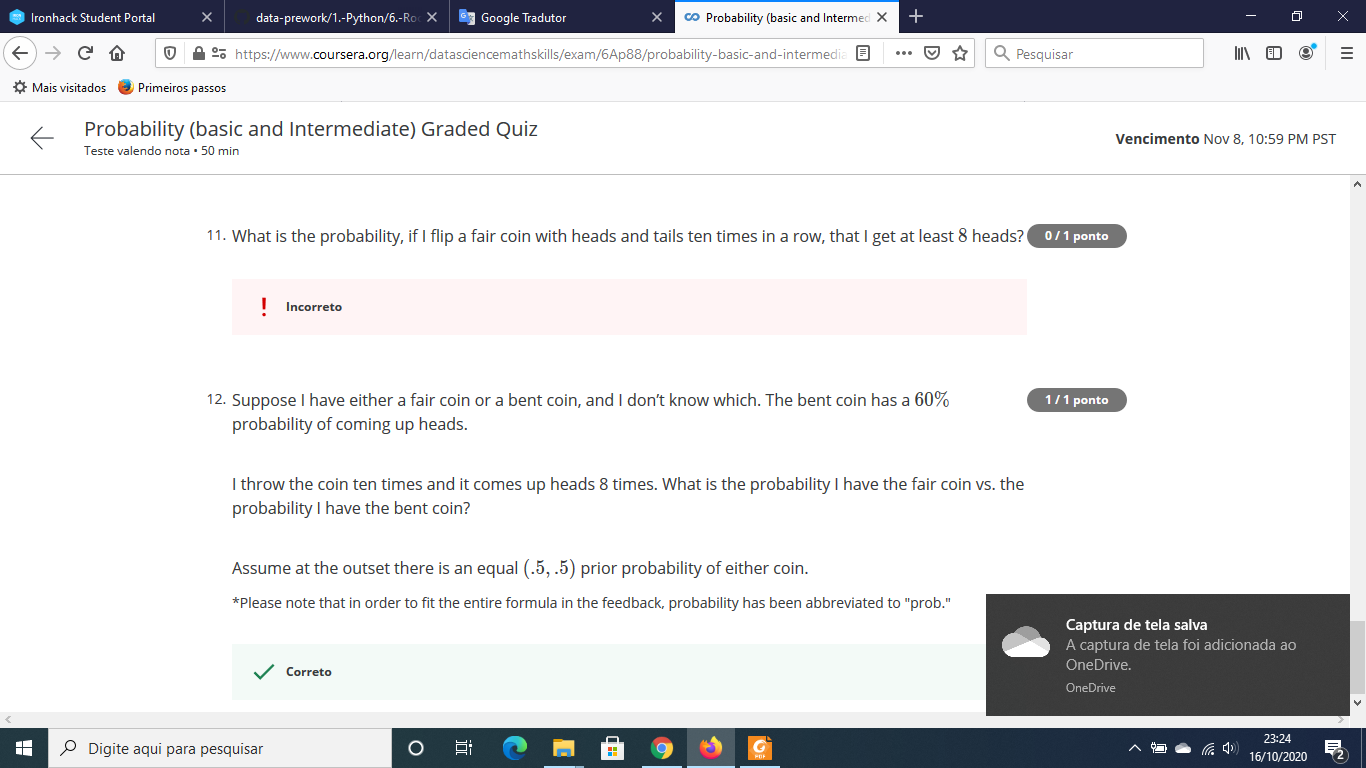 Ironhack Student Portal
data-prework/1.-Python/6.-Ro
Google Tradutor
Probability (basic and Intermed
https://www.coursera.org/learn/datasciencemathskills/exam/6Ap88/probability-basic-and-intermedia
Pesquisar
Mais visitados
Primeiros passos
Probability (basic and Intermediate) Graded Quiz
Teste valendo nota • 50 min
Vencimento Nov 8, 10:59 PM PST
11. What is the probability, if I flip a fair coin with heads and tails ten times in a row, that I get at least 8 heads?
0 / 1 ponto
! Incorreto
12. Suppose I have either a fair coin or a bent coin, and I don’t know which. The bent coin has a 60%
probability of coming up heads.
1 / 1 ponto
I throw the coin ten times and it comes up heads 8 times. What is the probability I have the fair coin vs. the
probability I have the bent coin?
Assume at the outset there is an equal (.5, .5) prior probability of either coin.
*Please note that in order to fit the entire formula in the feedback, probability has been abbreviated to "prob."
Correto
Captura de tela salva
A captura de tela foi adicionada ao
OneDrive.
OneDrive
Digite aqui para pesquisar
G
PDF
23:24
16/10/2020
2